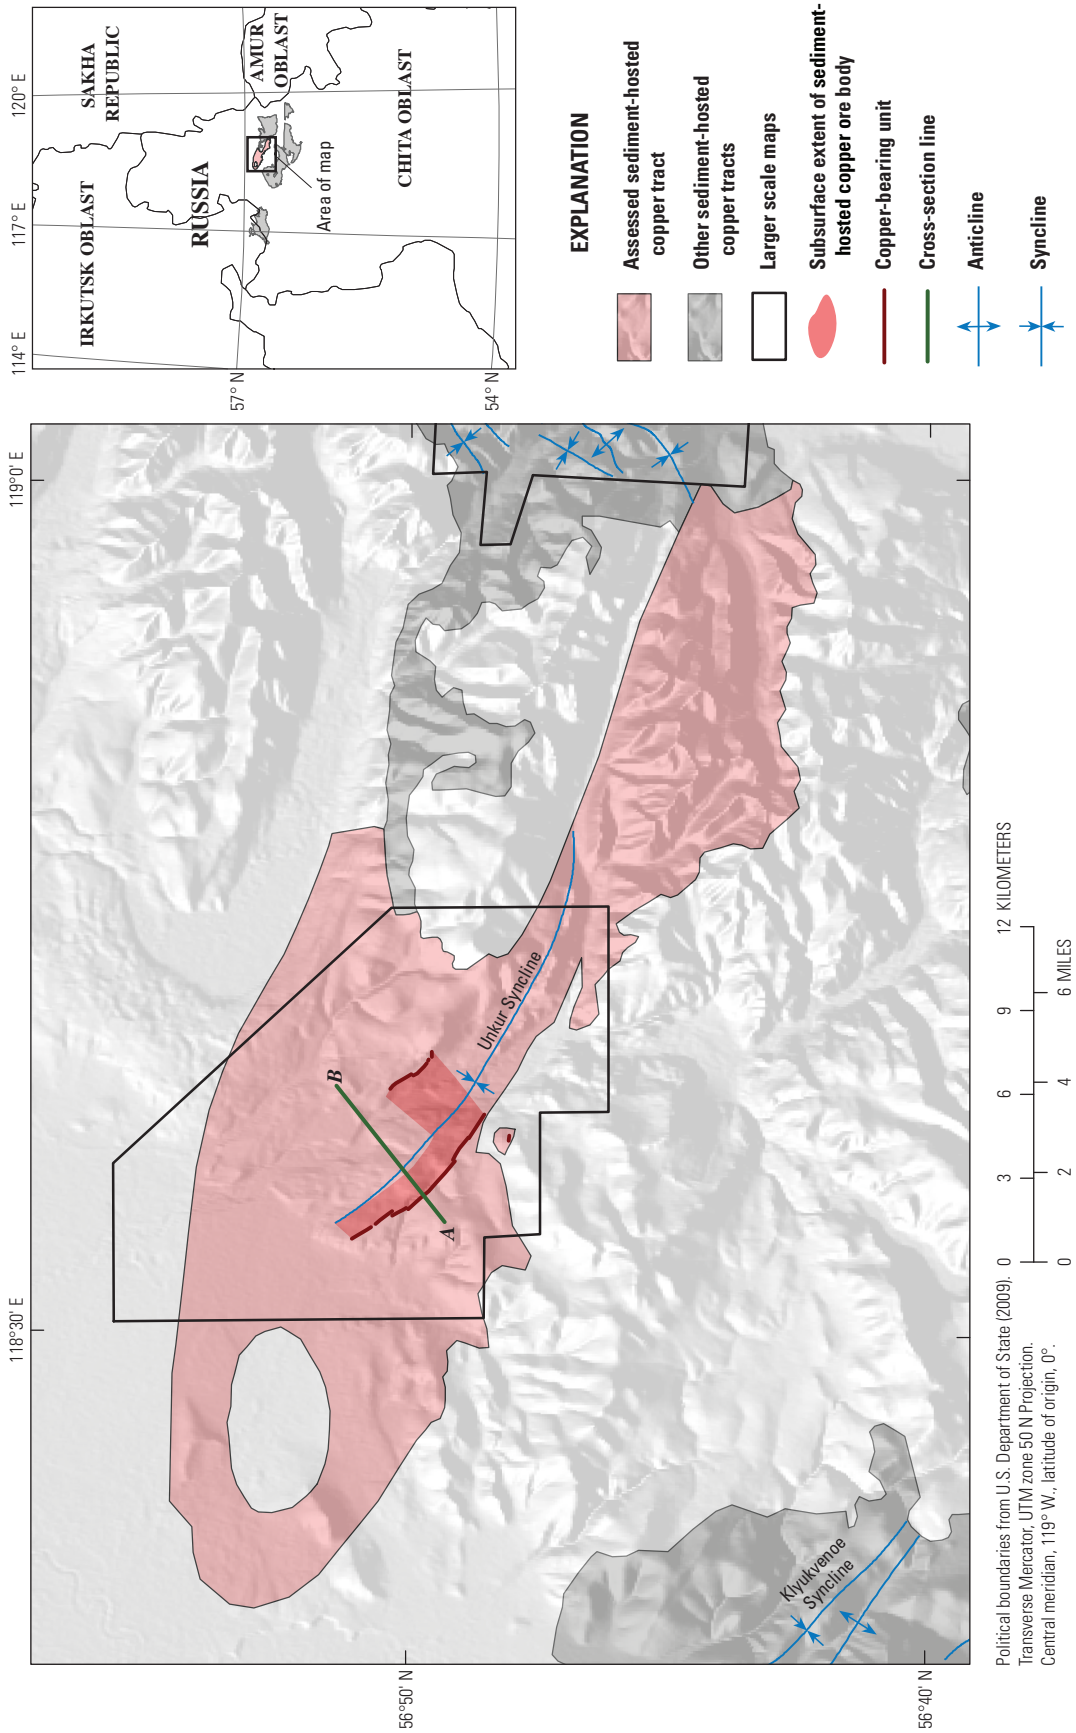 118°30' E
119°0' E
56°50' N
56°40' N
B
A
Unkur Syncline
Klyukvenoe
Syncline
114° E
117° E
120° E
57° N
54° N
IRKUTSK OBLAST
SAKHA
REPUBLIC
RUSSIA
AMUR
OBLAST
CHITA OBLAST
Area of map
EXPLANATION
Assessed sediment-hosted
copper tract
Other sediment-hosted
copper tracts
Larger scale maps
Subsurface extent of sediment-
hosted copper ore body
Copper-bearing unit
Cross-section line
Anticline
Syncline
Political boundaries from U.S. Department of State (2009).
Transverse Mercator, UTM zone 50 N Projection.
Central meridian, 119° W., latitude of origin, 0°.
0 3 6 9 12 KILOMETERS
0 2 4 6 MILES